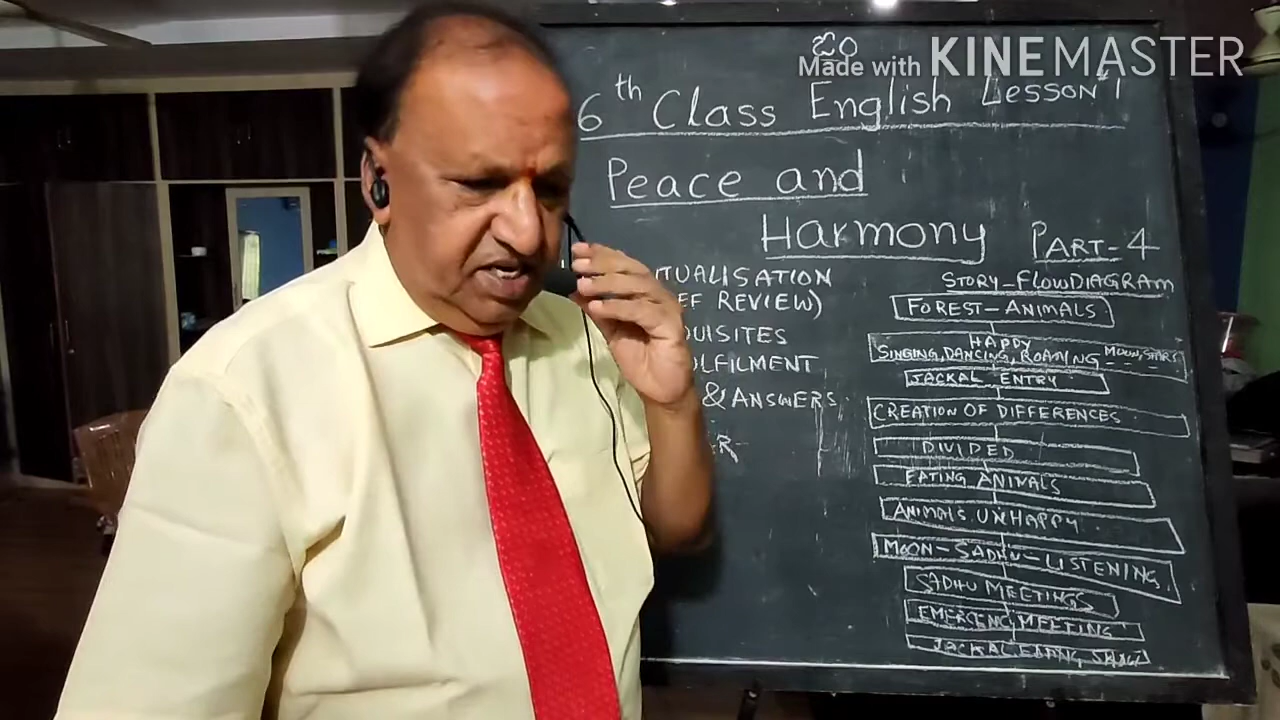 ఓం
Made with KINEMASTER
6th Class English Lesson 1
Peace and
Harmony PART-4
TUALISATION
EF REVIEW)
UISITES
LFILMENT
& ANSWERS
STORY-FLOWDIAGRAM
FOREST-ANIMALS
HAPPY
SINGING, DANCING, ROAMING MOON, STARS
JACKAL ENTRY
CREATION OF DIFFERENCES
DIVIDED
EATING ANIMALS
ANIMALS UNHAPPY
MOON-SADHU-LISTENING
SADHU MEETINGS
EMERGENC MEETING
JACKAL